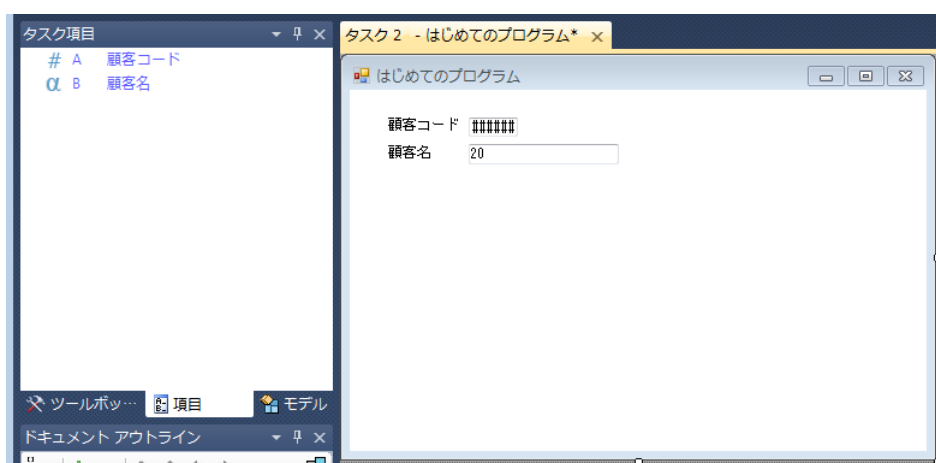 タスク項目
# A 顧客コード
α B 顧客名
ツールボッ…
項目
モデル
ドキュメント アウトライン
タスク 2 - はじめてのプログラム*
はじめてのプログラム
顧客コード ######
顧客名 20